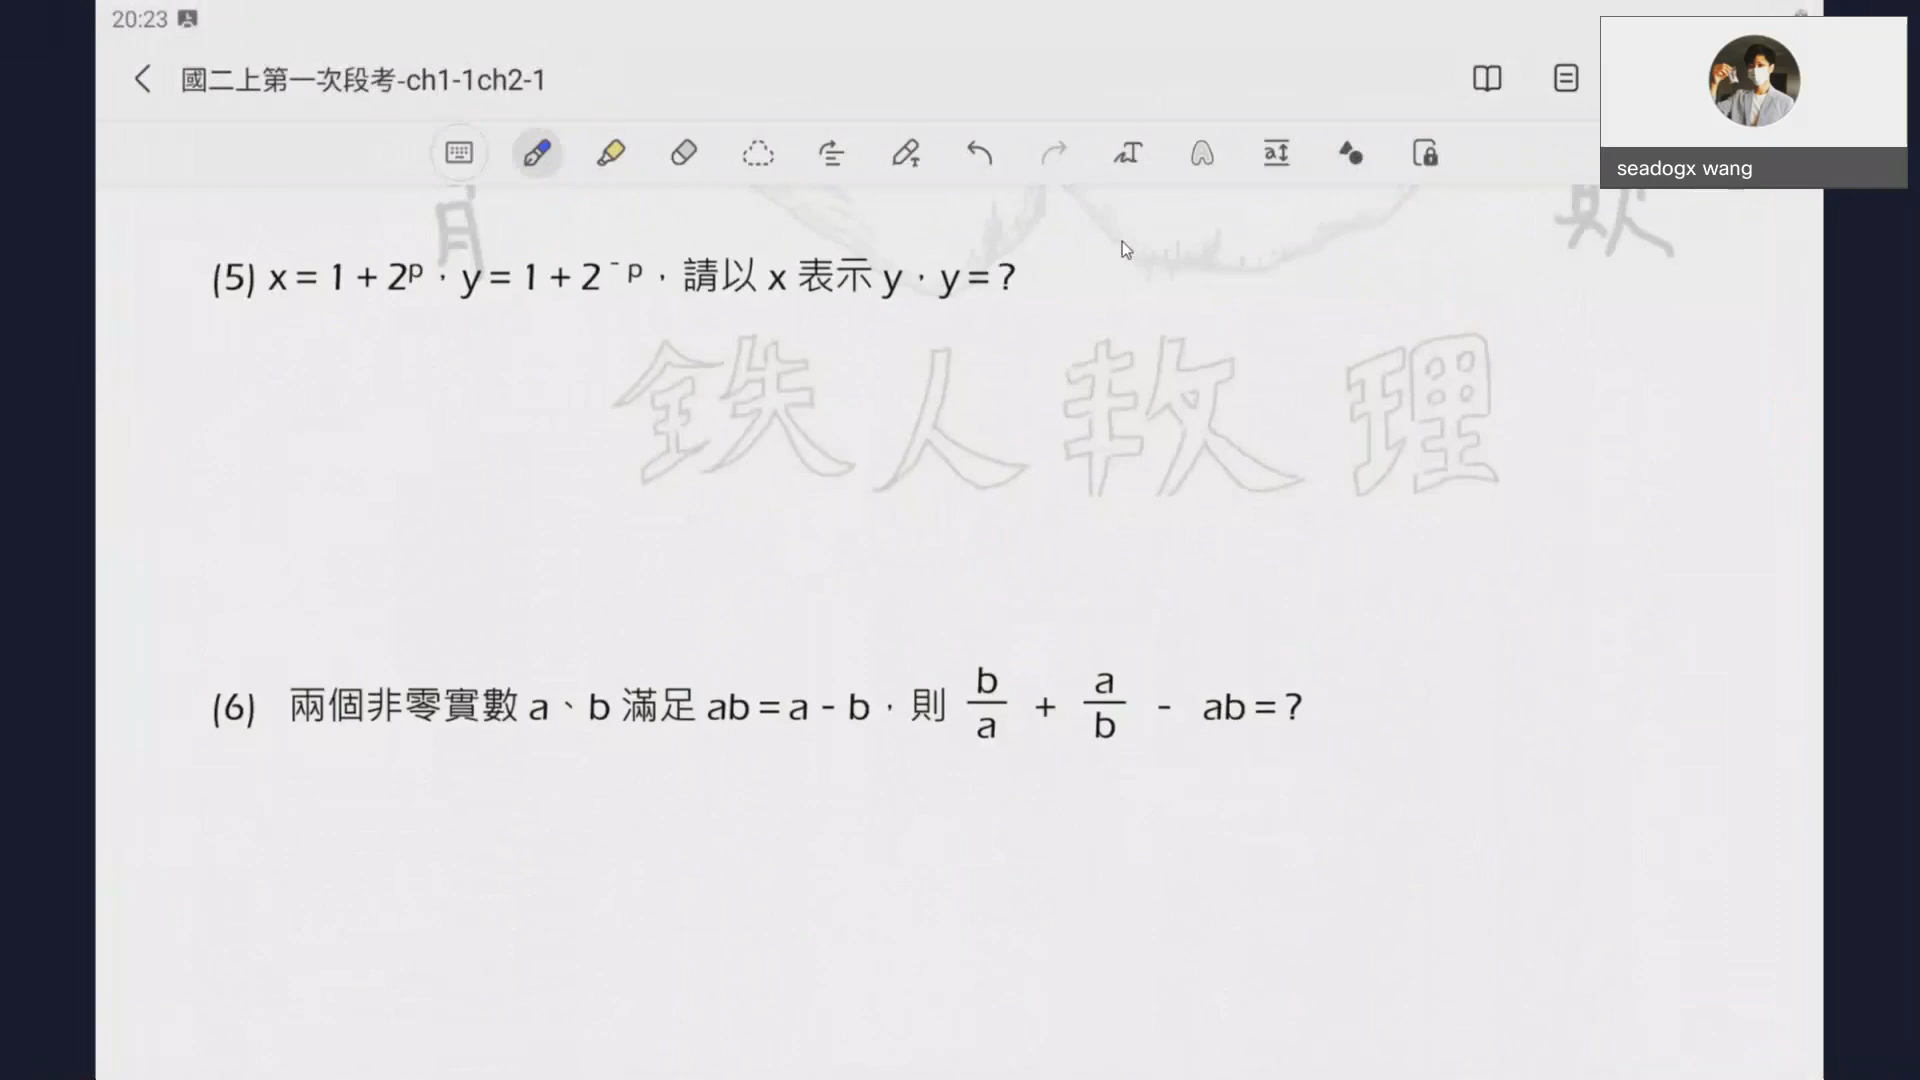 20:23
國二上第一次段考-ch1-1ch2-1
seadogx wang
(5) x = 1 + 2ᵖ，y = 1 + 2⁻ᵖ，請以 x 表示 y，y = ?
鉄人敎理
(6) 兩個非零實數 a、b 滿足 ab = a - b，則 b/a + a/b - ab = ?